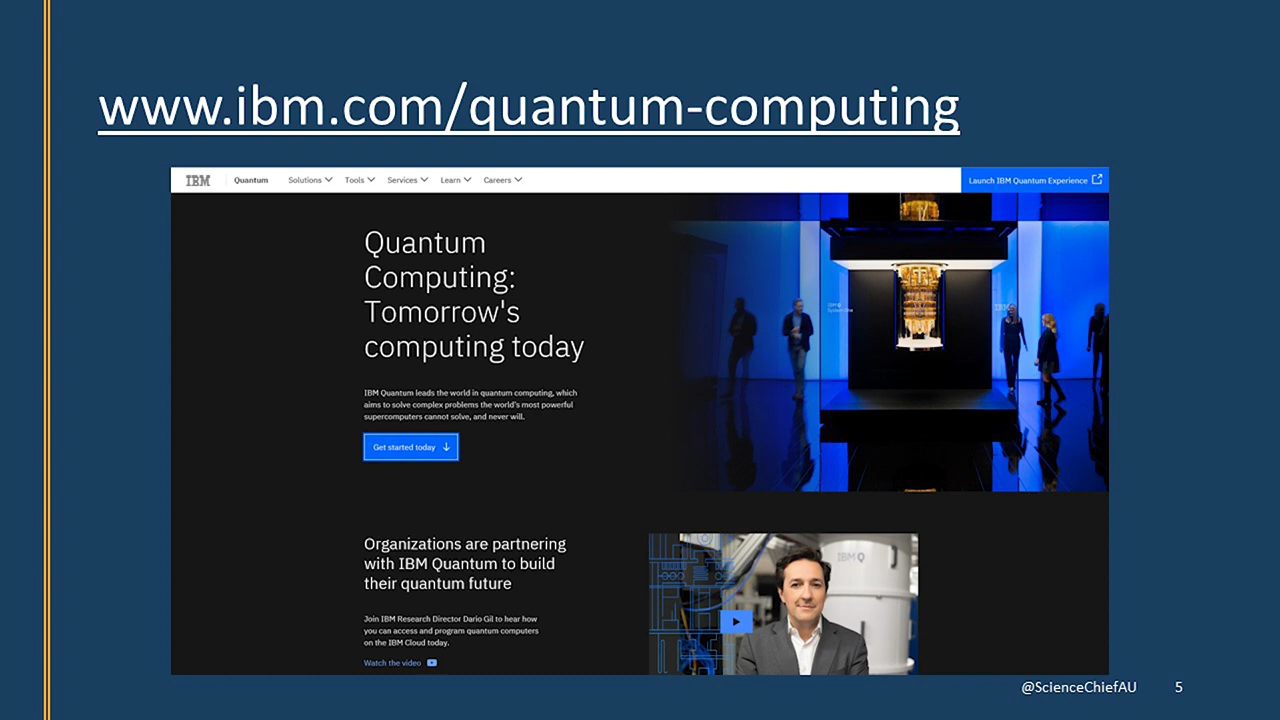 www.ibm.com/quantum-computing
IBM Quantum Solutions Tools Services Learn Careers Launch IBM Quantum Experience
Quantum
Computing:
Tomorrow's
computing today
IBM Quantum leads the world in quantum computing, which
aims to solve complex problems the world's most powerful
supercomputers cannot solve, and never will.
Get started today
IBM Q
System One
IBM
Organizations are partnering
with IBM Quantum to build
their quantum future
IBM Q
Join IBM Research Director Dario Gil to hear how
you can access and program quantum computers
on the IBM Cloud today.
Watch the video
@ScienceChiefAU 5